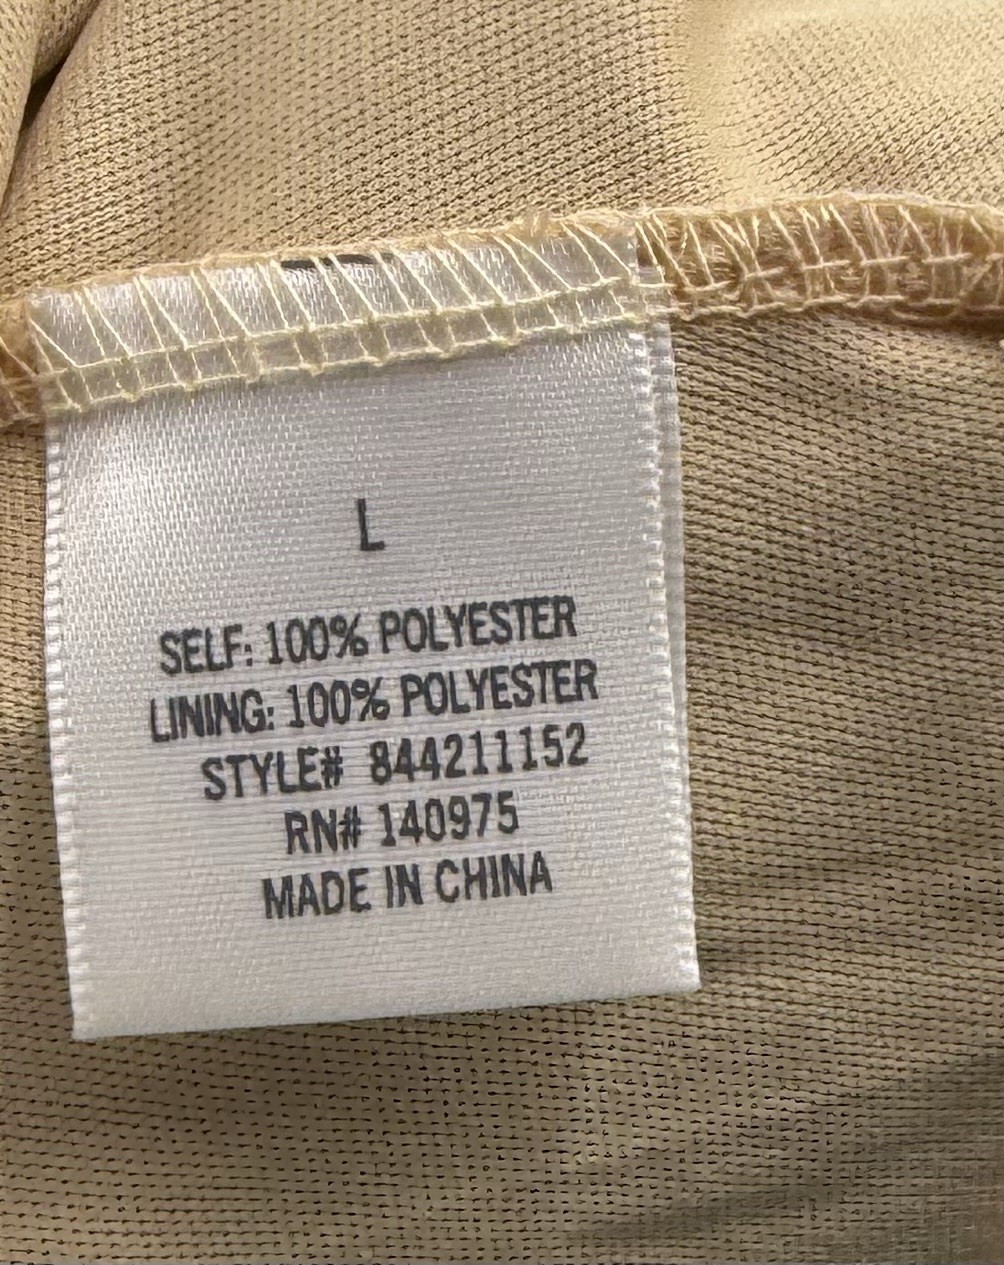 L
SELF: 100% POLYESTER
LINING: 100% POLYESTER
STYLE# 844211152
RN# 140975
MADE IN CHINA